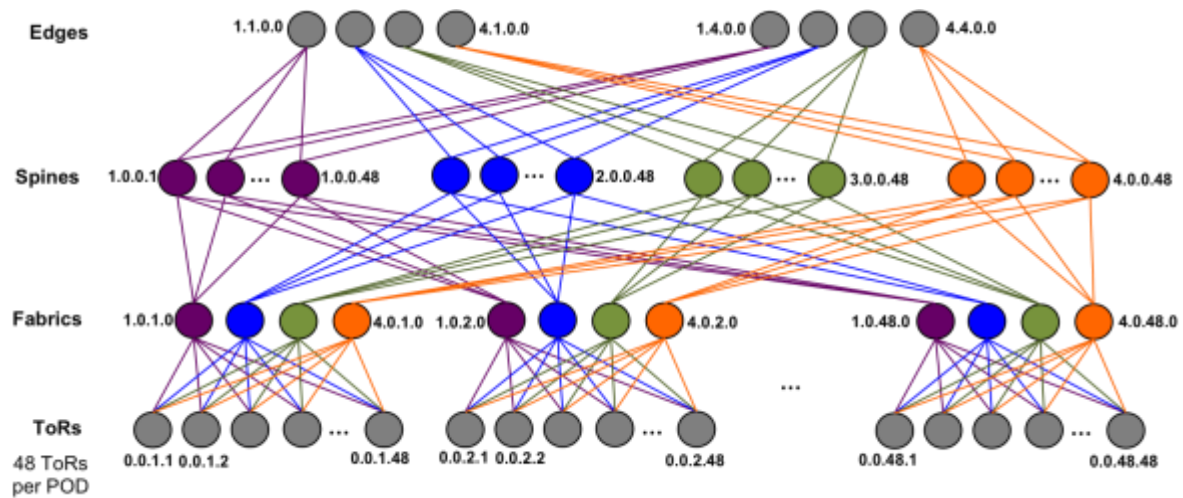 Edges 1.1.0.0 4.1.0.0 1.4.0.0 4.4.0.0
Spines 1.0.0.1 ... 1.0.0.48 ... 2.0.0.48 ... 3.0.0.48 ... 4.0.0.48
Fabrics 1.0.1.0 4.0.1.0 1.0.2.0 4.0.2.0 1.0.48.0 4.0.48.0
...
ToRs ... ... ...
48 ToRs
per POD
0.0.1.1 0.0.1.2 0.0.1.48 0.0.2.1 0.0.2.2 0.0.2.48 0.0.48.1 0.0.48.48